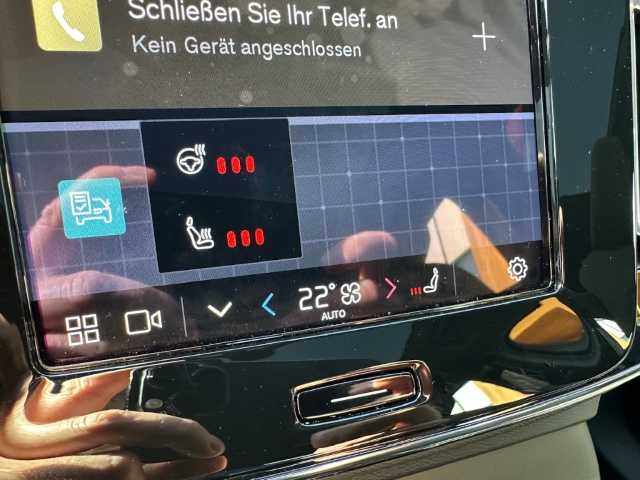 Schließen Sie Ihr Telef. an
Kein Gerät angeschlossen
22°
AUTO